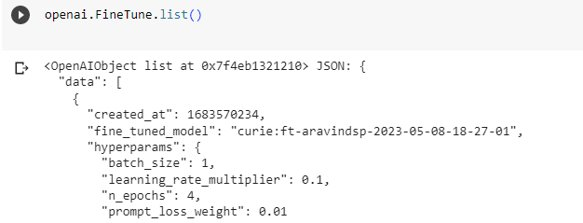 openai.FineTune.list()
<OpenAIObject list at 0x7f4eb1321210> JSON: {
  "data": [
    {
      "created_at": 1683570234,
      "fine_tuned_model": "curie:ft-aravindsp-2023-05-08-18-27-01",
      "hyperparams": {
        "batch_size": 1,
        "learning_rate_multiplier": 0.1,
        "n_epochs": 4,
        "prompt_loss_weight": 0.01